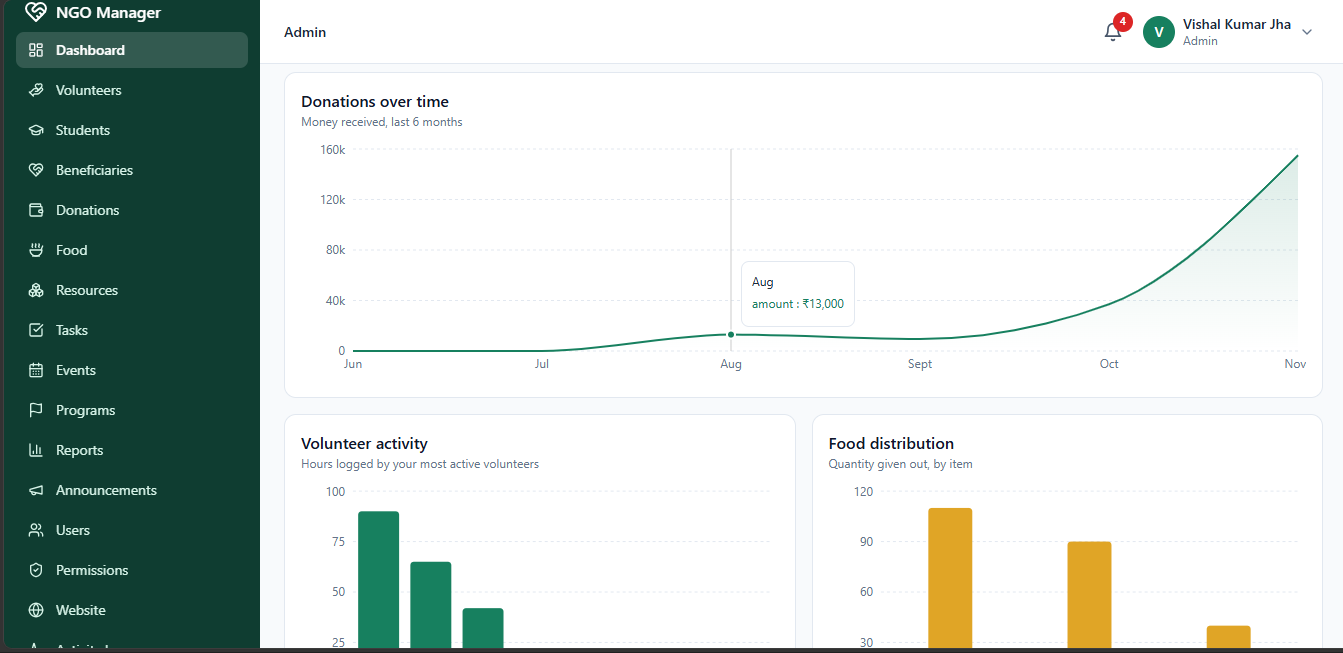 NGO Manager
Dashboard
Volunteers
Students
Beneficiaries
Donations
Food
Resources
Tasks
Events
Programs
Reports
Announcements
Users
Permissions
Website
Admin
4
V
Vishal Kumar Jha
Admin
Donations over time
Money received, last 6 months
160k
120k
80k
40k
0
Aug
amount : ₹13,000
Jun Jul Aug Sept Oct Nov
Volunteer activity
Hours logged by your most active volunteers
100
75
50
25
Food distribution
Quantity given out, by item
120
90
60
30